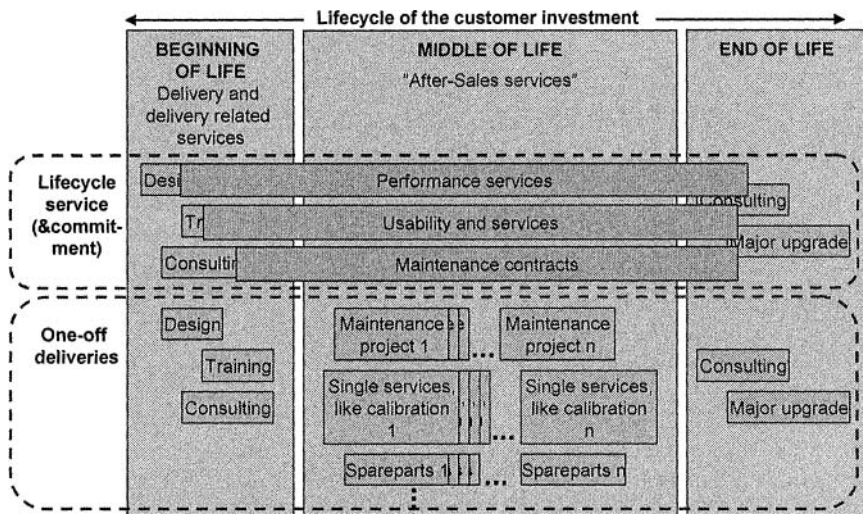 Lifecycle of the customer investment
BEGINNING
OF LIFE
Delivery and
delivery related
services
MIDDLE OF LIFE
"After-Sales services"
END OF LIFE
Lifecycle
service
(&commit-
ment)
Desi
Performance services
Consulting
Tr
Usability and services
Major upgrade
Consultin
Maintenance contracts
One-off
deliveries
Design
Training
Consulting
Maintenance
project 1
...
Maintenance
project n
Single services,
like calibration
1
...
Single services,
like calibration
n
Spareparts 1
...
Spareparts n
Consulting
Major upgrade